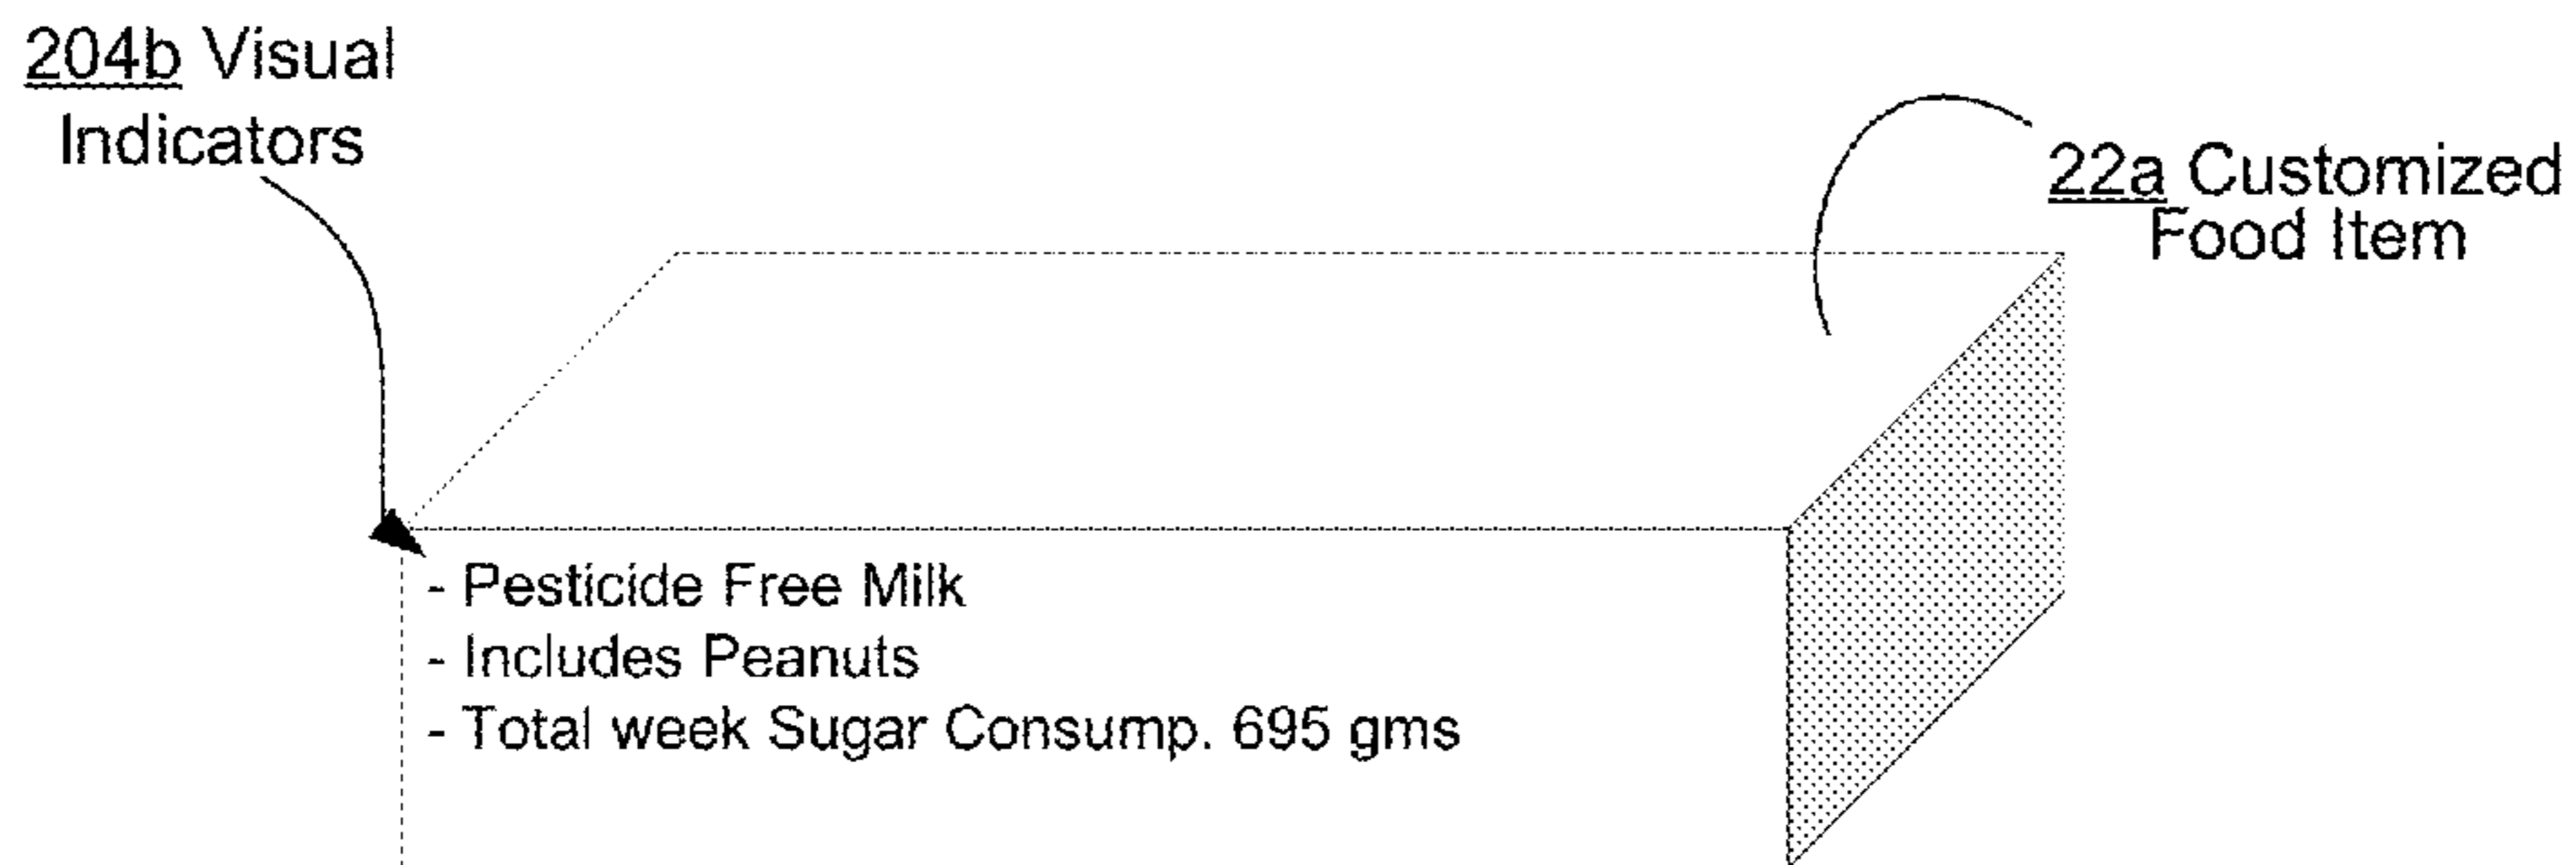 204b Visual
Indicators
22a Customized
Food Item
- Pesticide Free Milk
- Includes Peanuts
- Total week Sugar Consump. 695 gms